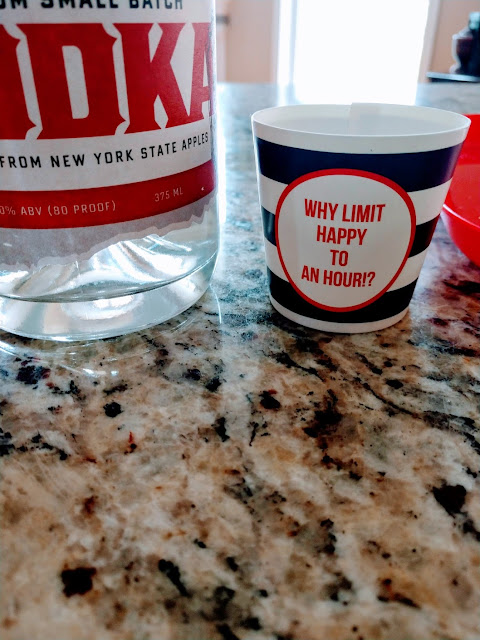 SMALL BATCH
DKA
FROM NEW YORK STATE APPLES
0% ABV (80 PROOF)
375 ML
WHY LIMIT
HAPPY
TO
AN HOUR!?